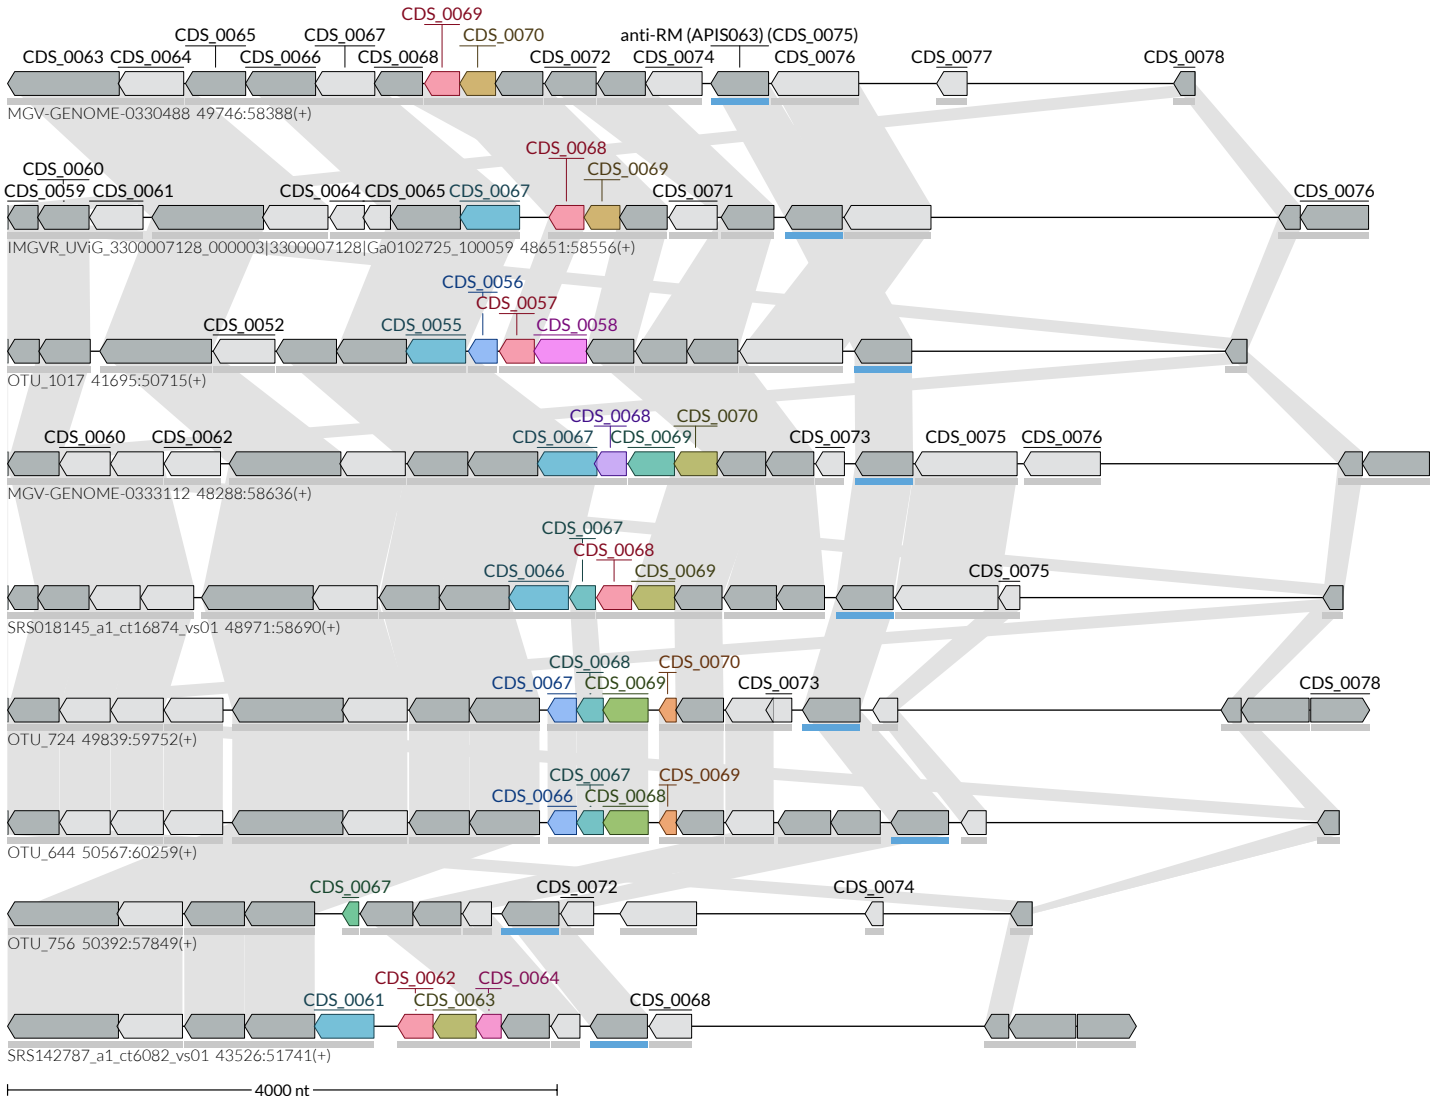 CDS_0069
CDS_0065 CDS_0067 CDS_0070 anti-RM (APIS063) (CDS_0075)
CDS_0063 CDS_0064 CDS_0066 CDS_0068 CDS_0072 CDS_0074 CDS_0076 CDS_0077 CDS_0078
MGV-GENOME-0330488 49746:58388(+)
CDS_0068
CDS_0060 CDS_0069
CDS_0059 CDS_0061 CDS_0064 CDS_0065 CDS_0067 CDS_0071 CDS_0076
IMGVR_UViG_3300007128_000003|3300007128|Ga0102725_100059 48651:58556(+)
CDS_0056
CDS_0057
CDS_0052 CDS_0055 CDS_0058
OTU_1017 41695:50715(+)
CDS_0068 CDS_0070
CDS_0060 CDS_0062 CDS_0067 CDS_0069 CDS_0073 CDS_0075 CDS_0076
MGV-GENOME-0333112 48288:58636(+)
CDS_0067
CDS_0068
CDS_0066 CDS_0069 CDS_0075
SRS018145_a1_ct16874_vs01 48971:58690(+)
CDS_0068 CDS_0070
CDS_0067 CDS_0069 CDS_0073 CDS_0078
OTU_724 49839:59752(+)
CDS_0067 CDS_0069
CDS_0066 CDS_0068
OTU_644 50567:60259(+)
CDS_0067 CDS_0072 CDS_0074
OTU_756 50392:57849(+)
CDS_0062 CDS_0064
CDS_0061 CDS_0063 CDS_0068
SRS142787_a1_ct6082_vs01 43526:51741(+)
4000 nt